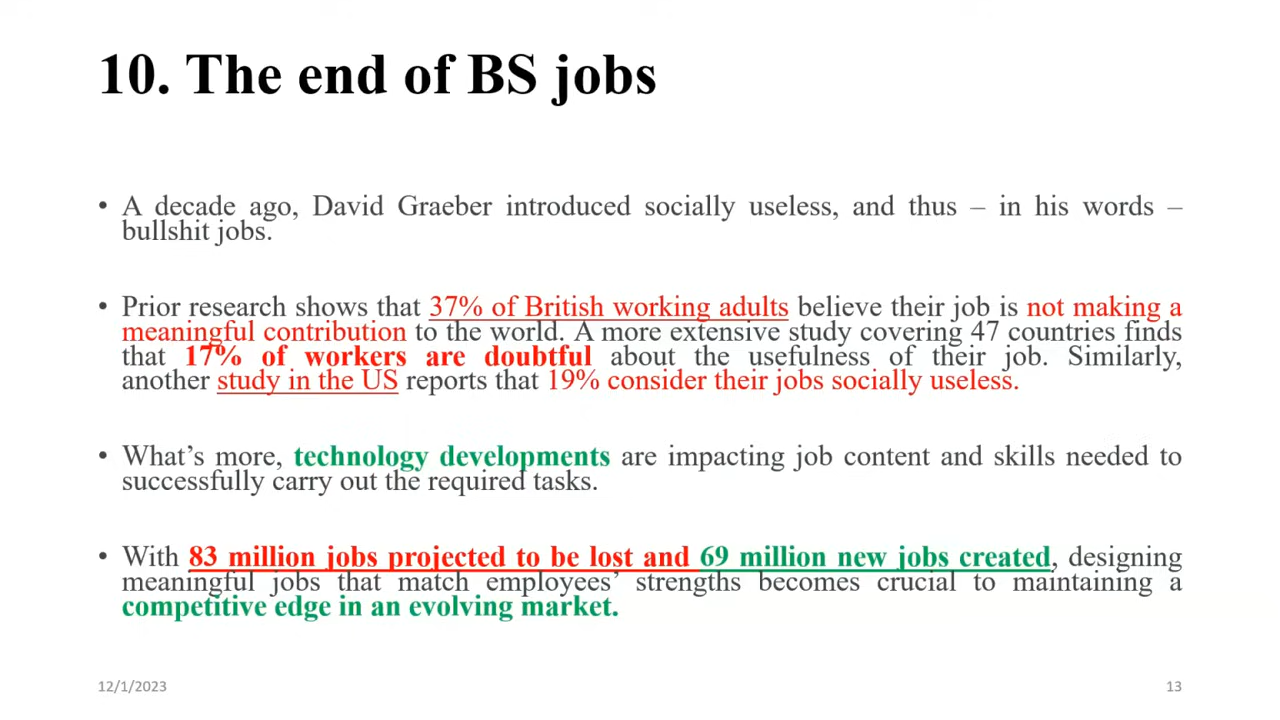 10. The end of BS jobs
• A decade ago, David Graeber introduced socially useless, and thus – in his words –
bullshit jobs.
• Prior research shows that 37% of British working adults believe their job is not making a
meaningful contribution to the world. A more extensive study covering 47 countries finds
that 17% of workers are doubtful about the usefulness of their job. Similarly,
another study in the US reports that 19% consider their jobs socially useless.
• What’s more, technology developments are impacting job content and skills needed to
successfully carry out the required tasks.
• With 83 million jobs projected to be lost and 69 million new jobs created, designing
meaningful jobs that match employees’ strengths becomes crucial to maintaining a
competitive edge in an evolving market.
12/1/2023
13